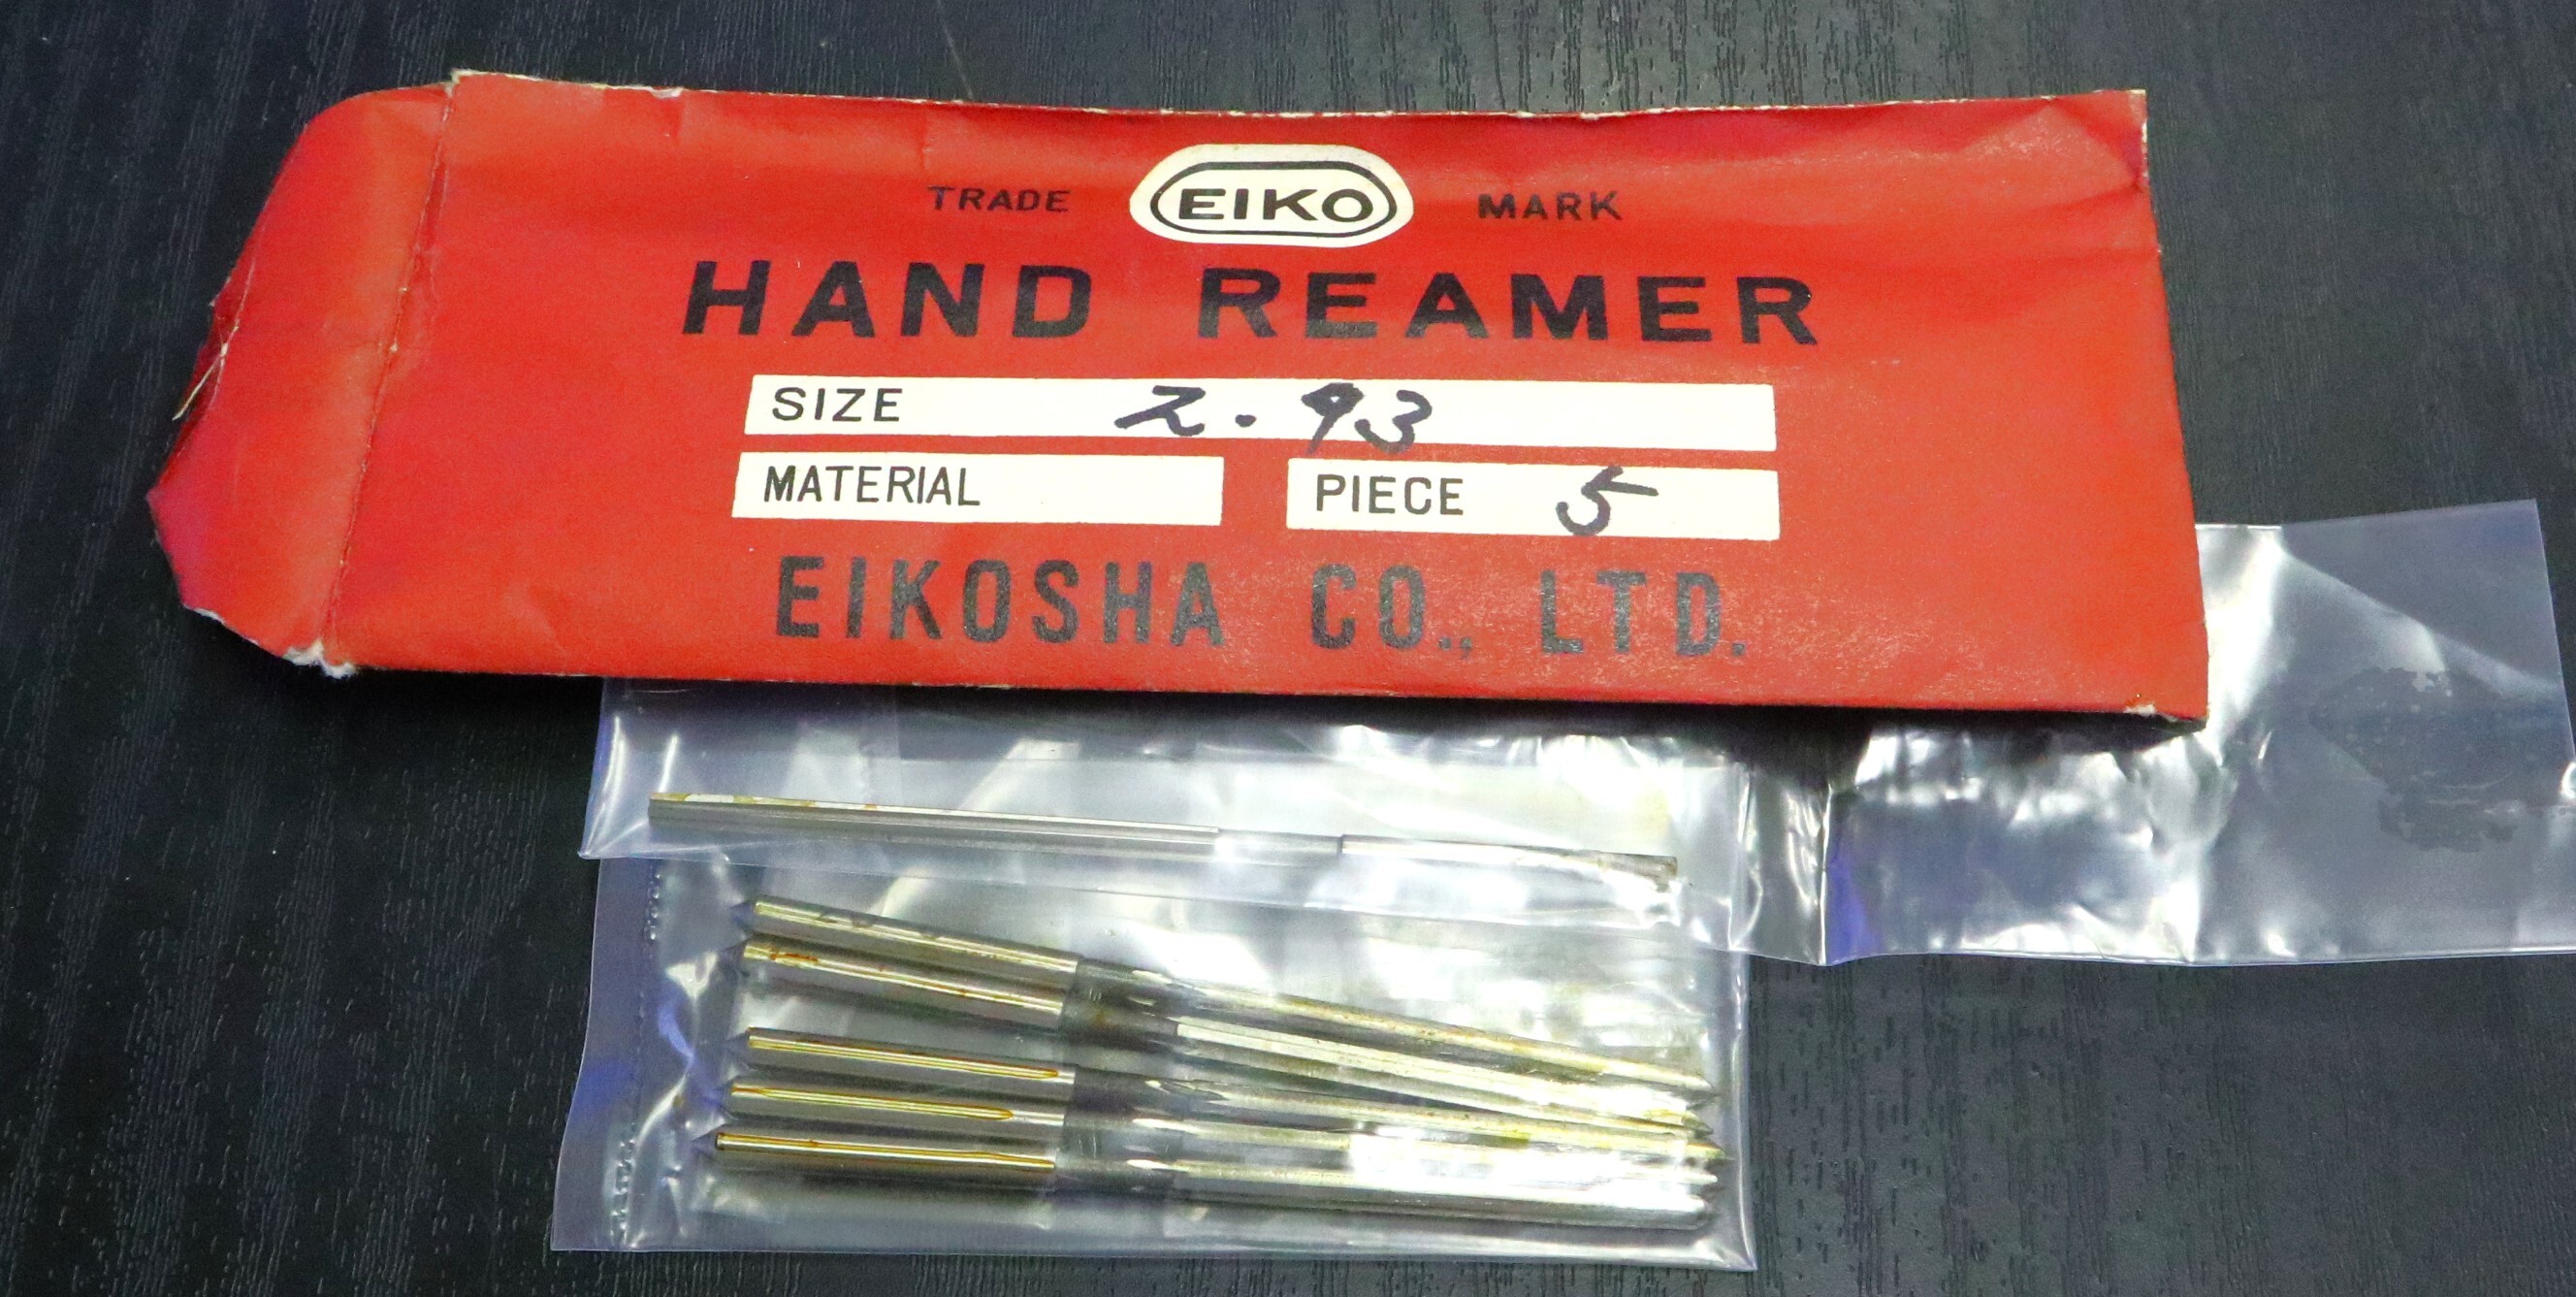 TRADE EIKO MARK
HAND REAMER
SIZE 2.93
MATERIAL PIECE 5
EIKOSHA CO., LTD.